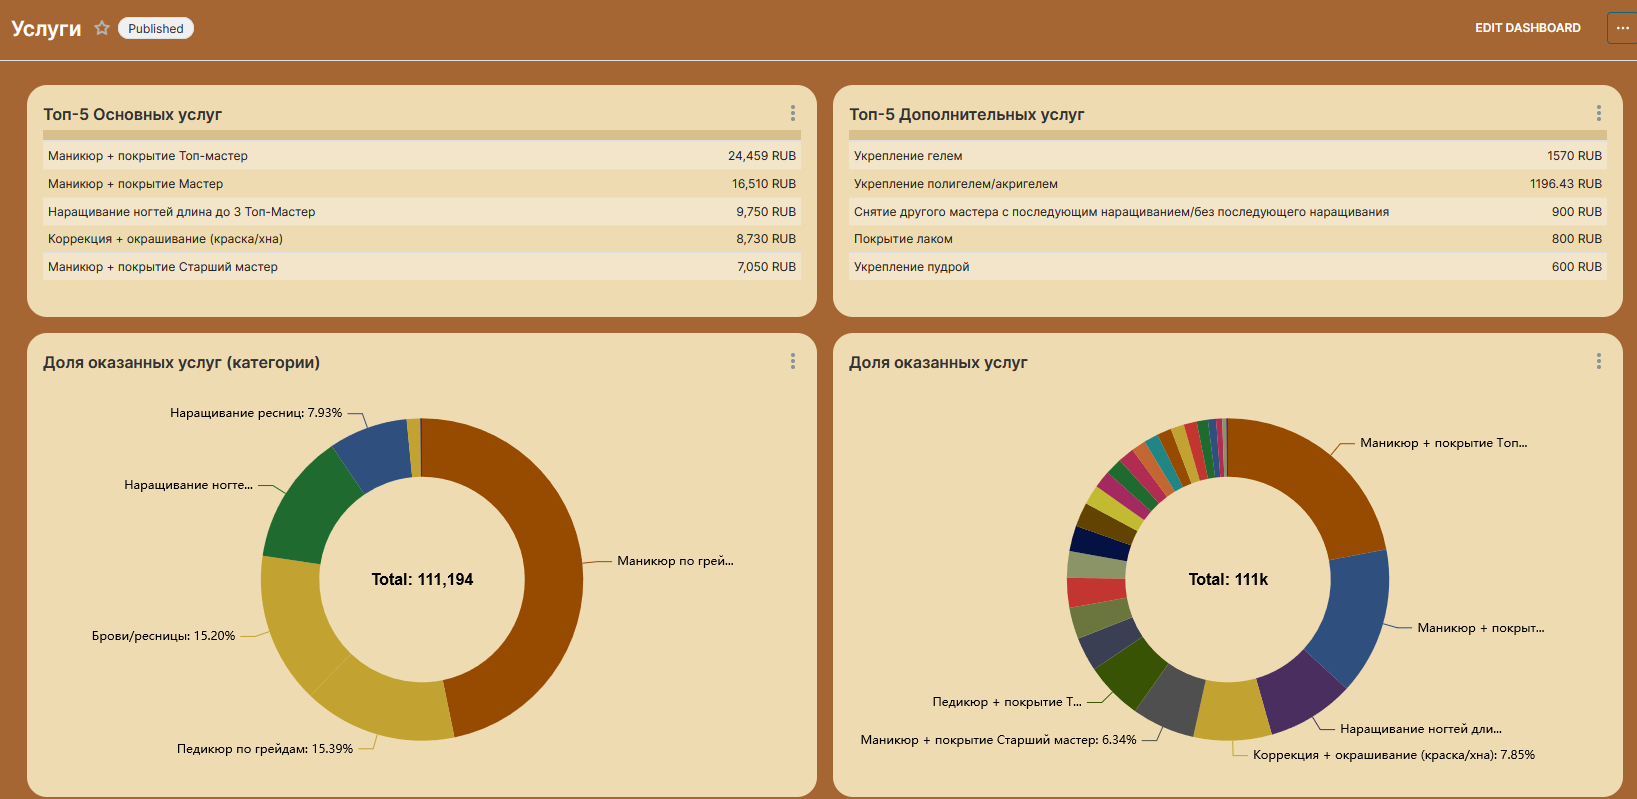 Услуги
Published
EDIT DASHBOARD
Топ-5 Основных услуг
Маникюр + покрытие Топ-мастер 24,459 RUB
Маникюр + покрытие Мастер 16,510 RUB
Наращивание ногтей длина до 3 Топ-Мастер 9,750 RUB
Коррекция + окрашивание (краска/хна) 8,730 RUB
Маникюр + покрытие Старший мастер 7,050 RUB
Топ-5 Дополнительных услуг
Укрепление гелем 1570 RUB
Укрепление полигелем/акригелем 1196.43 RUB
Снятие другого мастера с последующим наращиванием/без последующего наращивания 900 RUB
Покрытие лаком 800 RUB
Укрепление пудрой 600 RUB
Доля оказанных услуг (категории)
Наращивание ресниц: 7.93%
Наращивание ногте...
Маникюр по грей...
Total: 111,194
Брови/ресницы: 15.20%
Педикюр по грейдам: 15.39%
Доля оказанных услуг
Маникюр + покрытие Топ...
Total: 111k
Маникюр + покрыт...
Педикюр + покрытие Т...
Наращивание ногтей дли...
Маникюр + покрытие Старший мастер: 6.34%
Коррекция + окрашивание (краска/хна): 7.85%